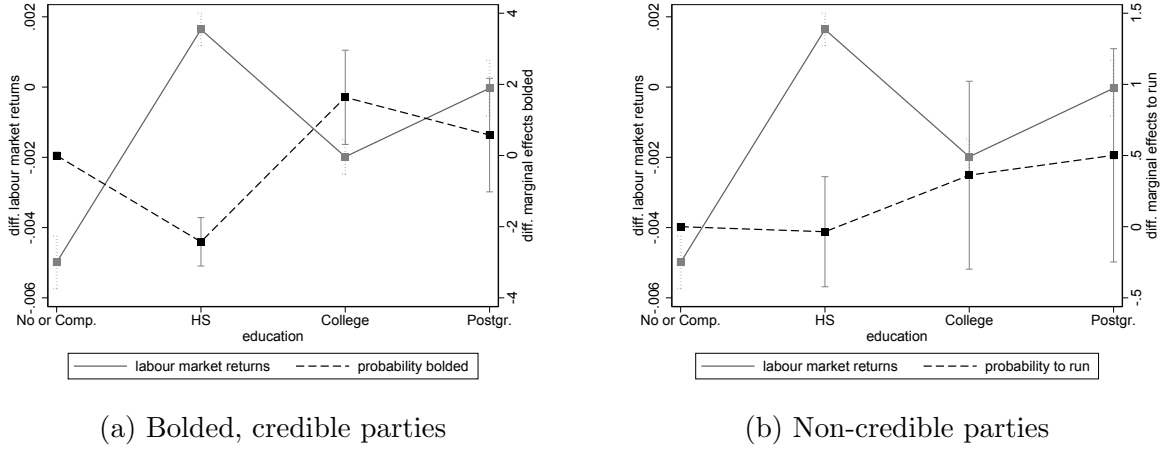 .002
0
-.002
-.004
-.006
diff. labour market returns
4
2
0
-2
-4
diff. marginal effects bolded
No or Comp.
HS
College
Postgr.
education
labour market returns
probability bolded
(a) Bolded, credible parties
.002
0
-.002
-.004
-.006
diff. labour market returns
1.5
1
.5
0
-.5
diff. marginal effects to run
No or Comp.
HS
College
Postgr.
education
labour market returns
probability to run
(b) Non-credible parties